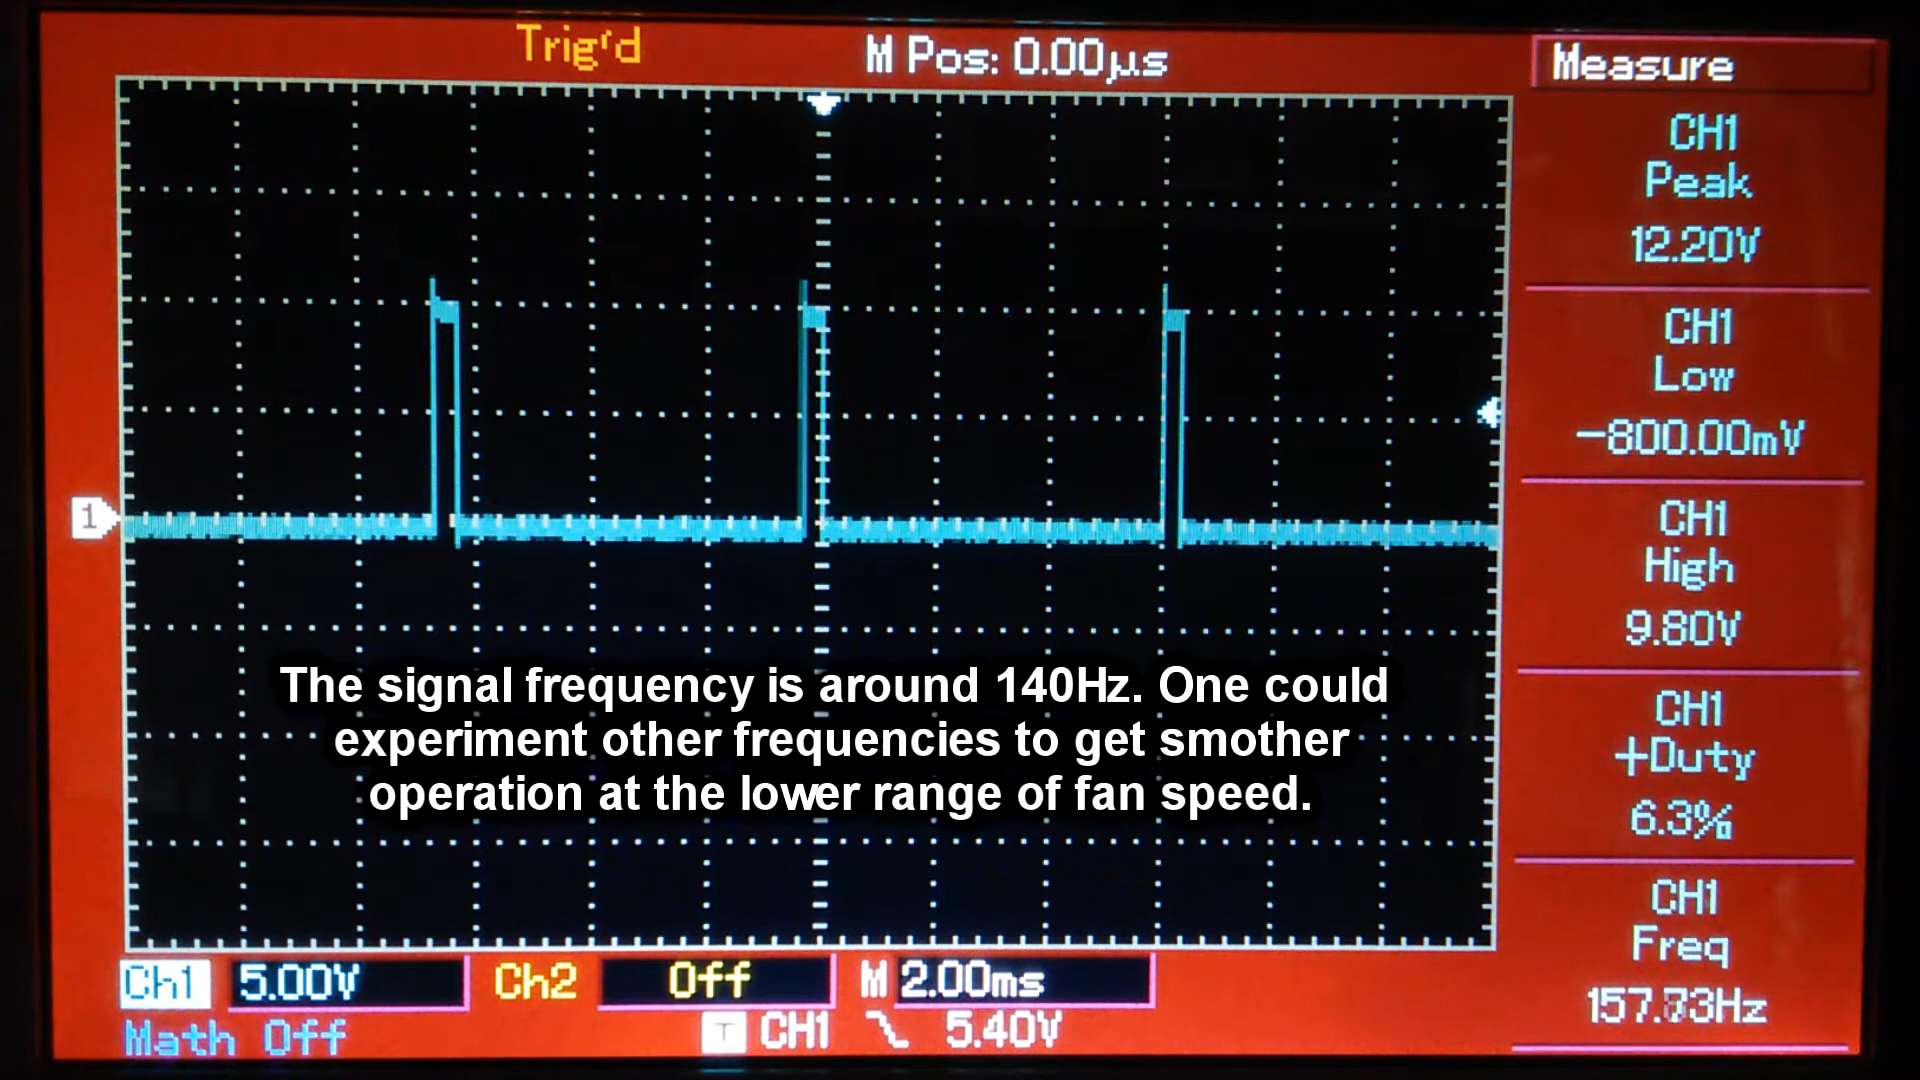 Trig'd
M Pos: 0.00µs
Measure
CH1
Peak
12.20V
CH1
Low
-800.00mV
CH1
High
9.80V
CH1
+Duty
6.3%
CH1
Freq
157.73Hz
1
The signal frequency is around 140Hz. One could
experiment other frequencies to get smother
operation at the lower range of fan speed.
Ch1 5.00V Ch2 Off M 2.00ms
Math Off T CH1 5.40V